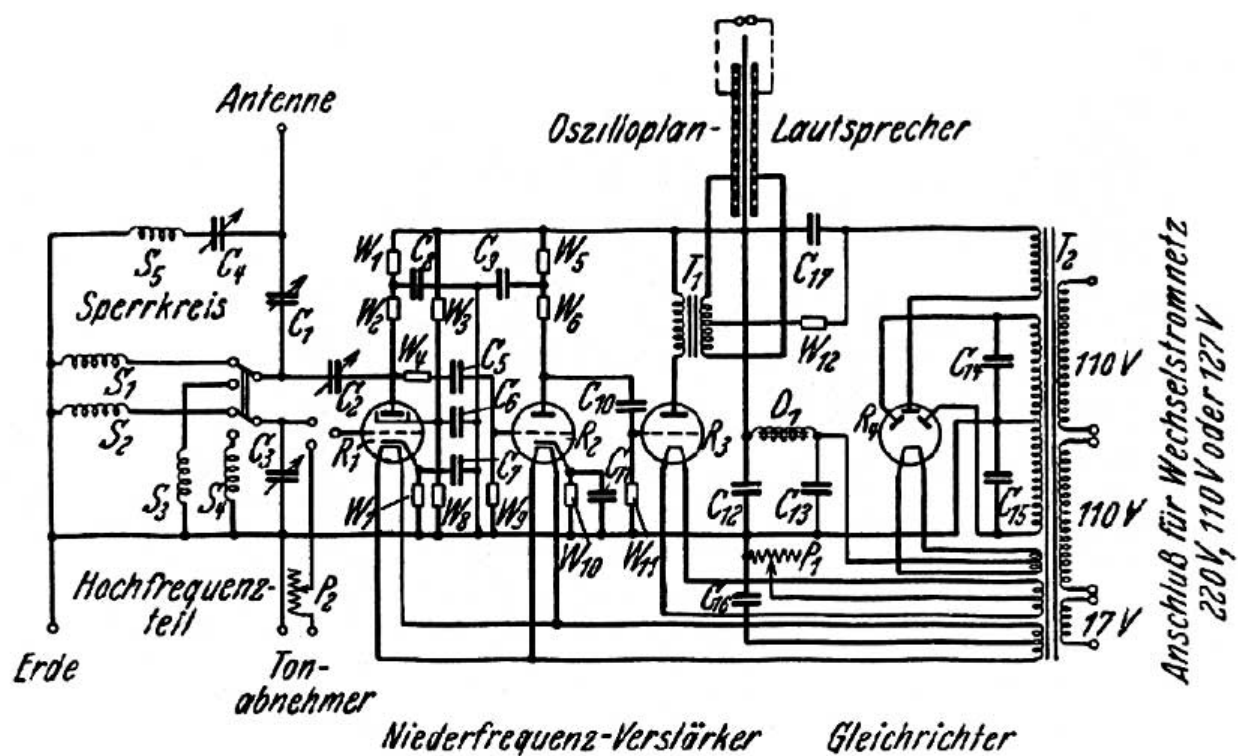 Antenne
Oszilloplan-Lautsprecher
S5
C4
Sperrkreis
C1
W1
C8
C9
W5
T1
C17
T2
W2
W3
W6
W12
S1
C2
W4
C5
C14
110 V
S2
C3
R1
C6
R2
C10
R3
D1
R4
S3
S4
C7
C11
W7
W8
W9
W10
W11
C12
C13
C15
110 V
Hochfrequenz-
teil
P2
C16
P1
17 V
Erde
Ton-
abnehmer
Niederfrequenz-Verstärker
Gleichrichter
Anschluß für Wechselstromnetz
220 V, 110 V oder 127 V